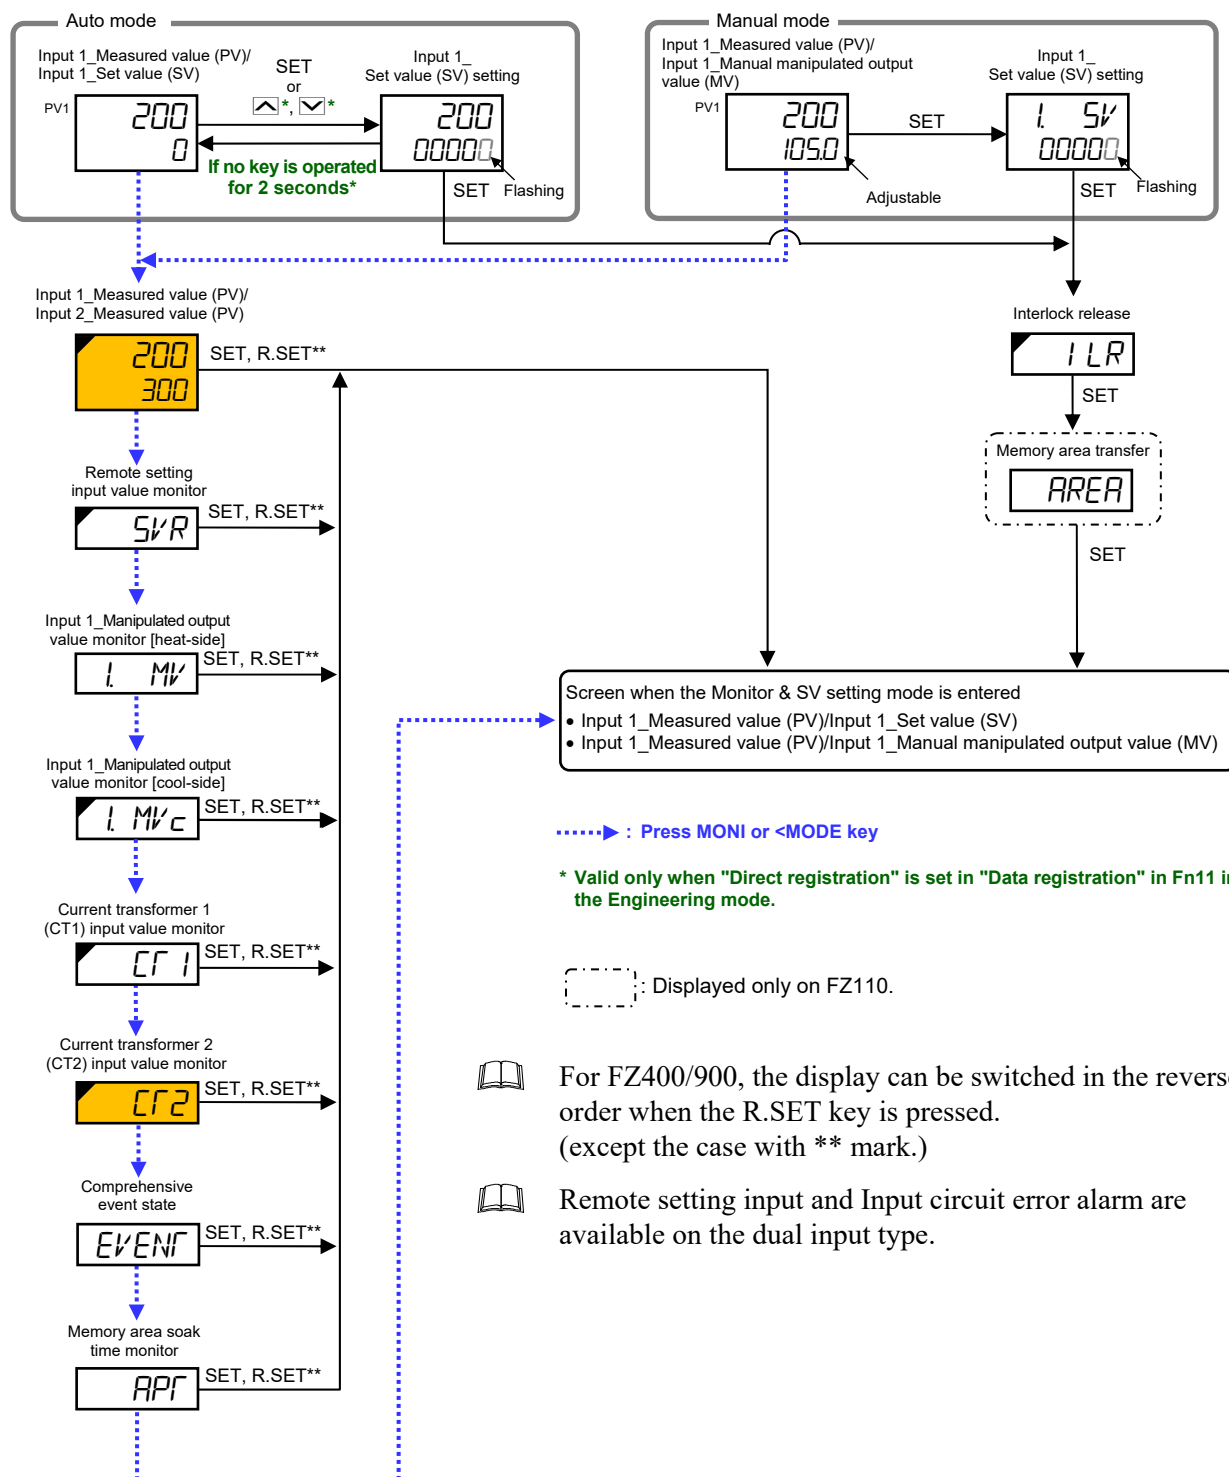 Auto mode
Input 1_Measured value (PV)/
Input 1_Set value (SV)
PV1
200
0
SET
or
*, *
If no key is operated
for 2 seconds*
Input 1_
Set value (SV) setting
200
00000
SET
Flashing
Manual mode
Input 1_Measured value (PV)/
Input 1_Manual manipulated output
value (MV)
PV1
200
105.0
Adjustable
SET
Input 1_
Set value (SV) setting
1. SV
00000
SET
Flashing
Input 1_Measured value (PV)/
Input 2_Measured value (PV)
200
300
SET, R.SET**
Remote setting
input value monitor
SVR
SET, R.SET**
Input 1_Manipulated output
value monitor [heat-side]
1. MV
SET, R.SET**
Input 1_Manipulated output
value monitor [cool-side]
1. MVc
SET, R.SET**
Current transformer 1
(CT1) input value monitor
CT1
SET, R.SET**
Current transformer 2
(CT2) input value monitor
CT2
SET, R.SET**
Comprehensive
event state
EVENT
SET, R.SET**
Memory area soak
time monitor
APT
SET, R.SET**
Interlock release
ILR
SET
Memory area transfer
AREA
SET
Screen when the Monitor & SV setting mode is entered
• Input 1_Measured value (PV)/Input 1_Set value (SV)
• Input 1_Measured value (PV)/Input 1_Manual manipulated output value (MV)
: Press MONI or <MODE key
* Valid only when "Direct registration" is set in "Data registration" in Fn11 in
the Engineering mode.
: Displayed only on FZ110.
For FZ400/900, the display can be switched in the reverse
order when the R.SET key is pressed.
(except the case with ** mark.)
Remote setting input and Input circuit error alarm are
available on the dual input type.